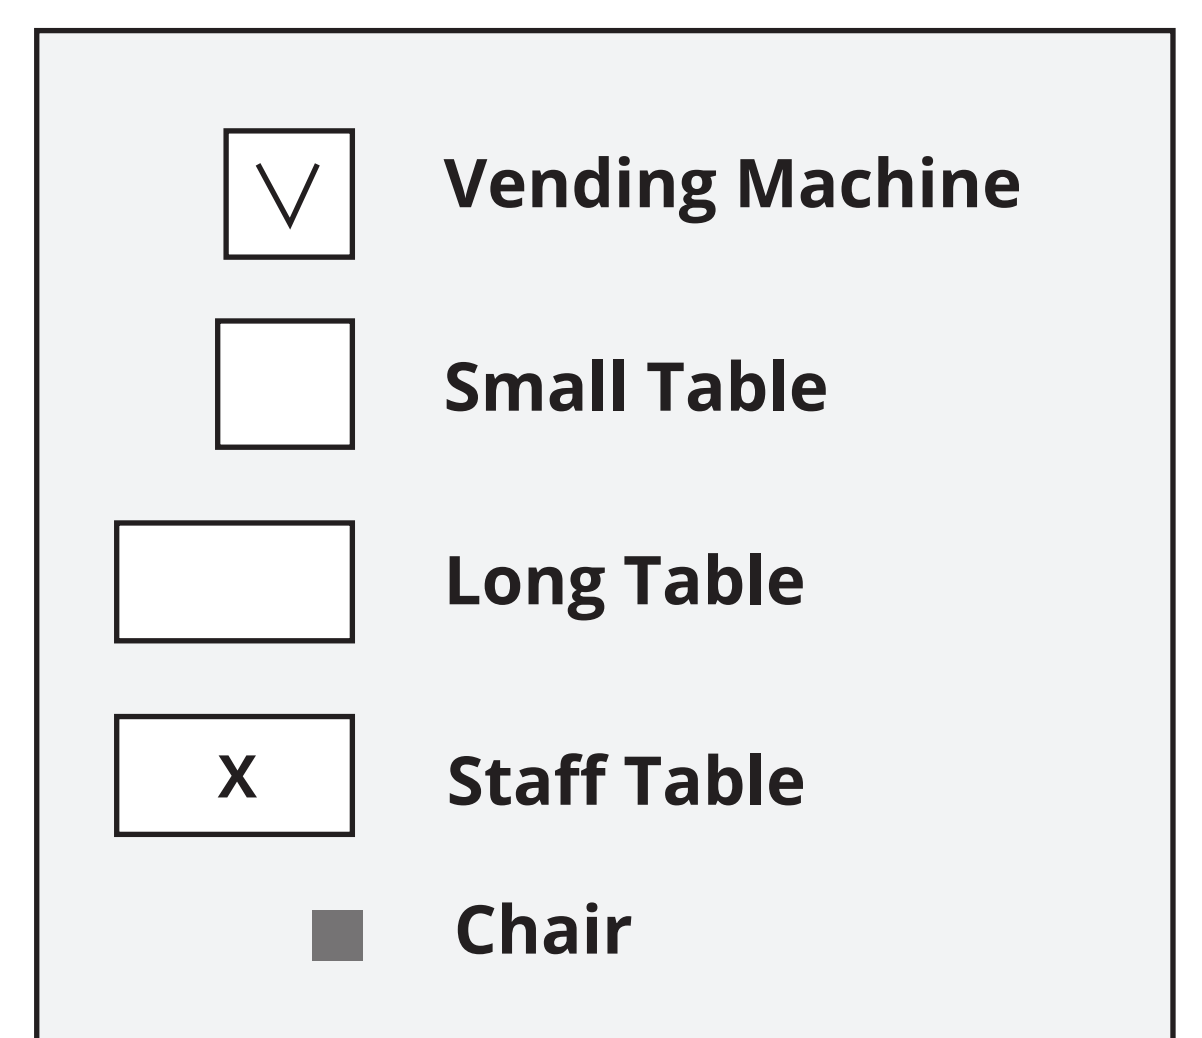 V Vending Machine
Small Table
Long Table
X Staff Table
Chair